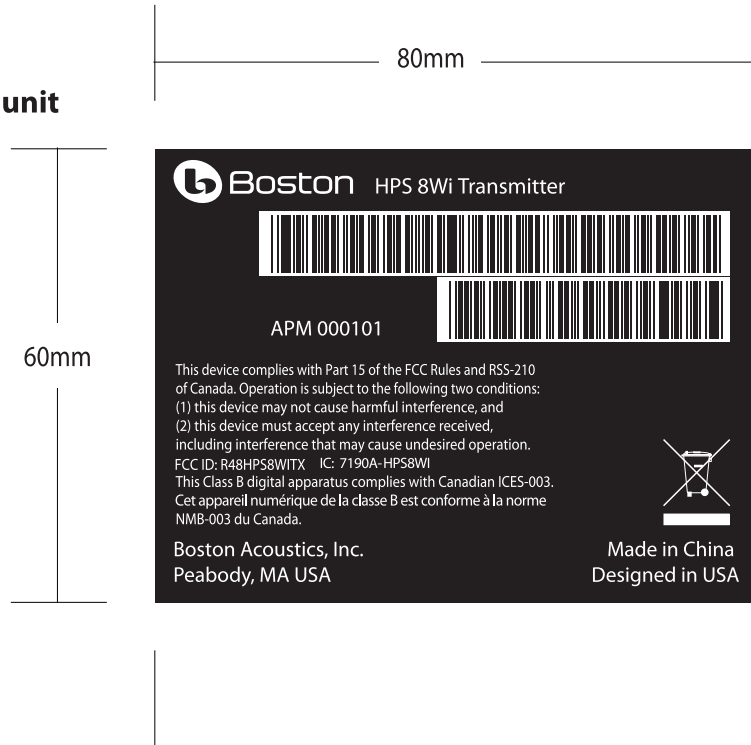 80mm
unit
Boston HPS 8Wi Transmitter
APM 000101
60mm
This device complies with Part 15 of the FCC Rules and RSS-210
of Canada. Operation is subject to the following two conditions:
(1) this device may not cause harmful interference, and
(2) this device must accept any interference received,
including interference that may cause undesired operation.
FCC ID: R48HPS8WITX IC: 7190A-HPS8WI
This Class B digital apparatus complies with Canadian ICES-003.
Cet appareil numérique de la classe B est conforme à la norme
NMB-003 du Canada.
Boston Acoustics, Inc.
Peabody, MA USA
Made in China
Designed in USA